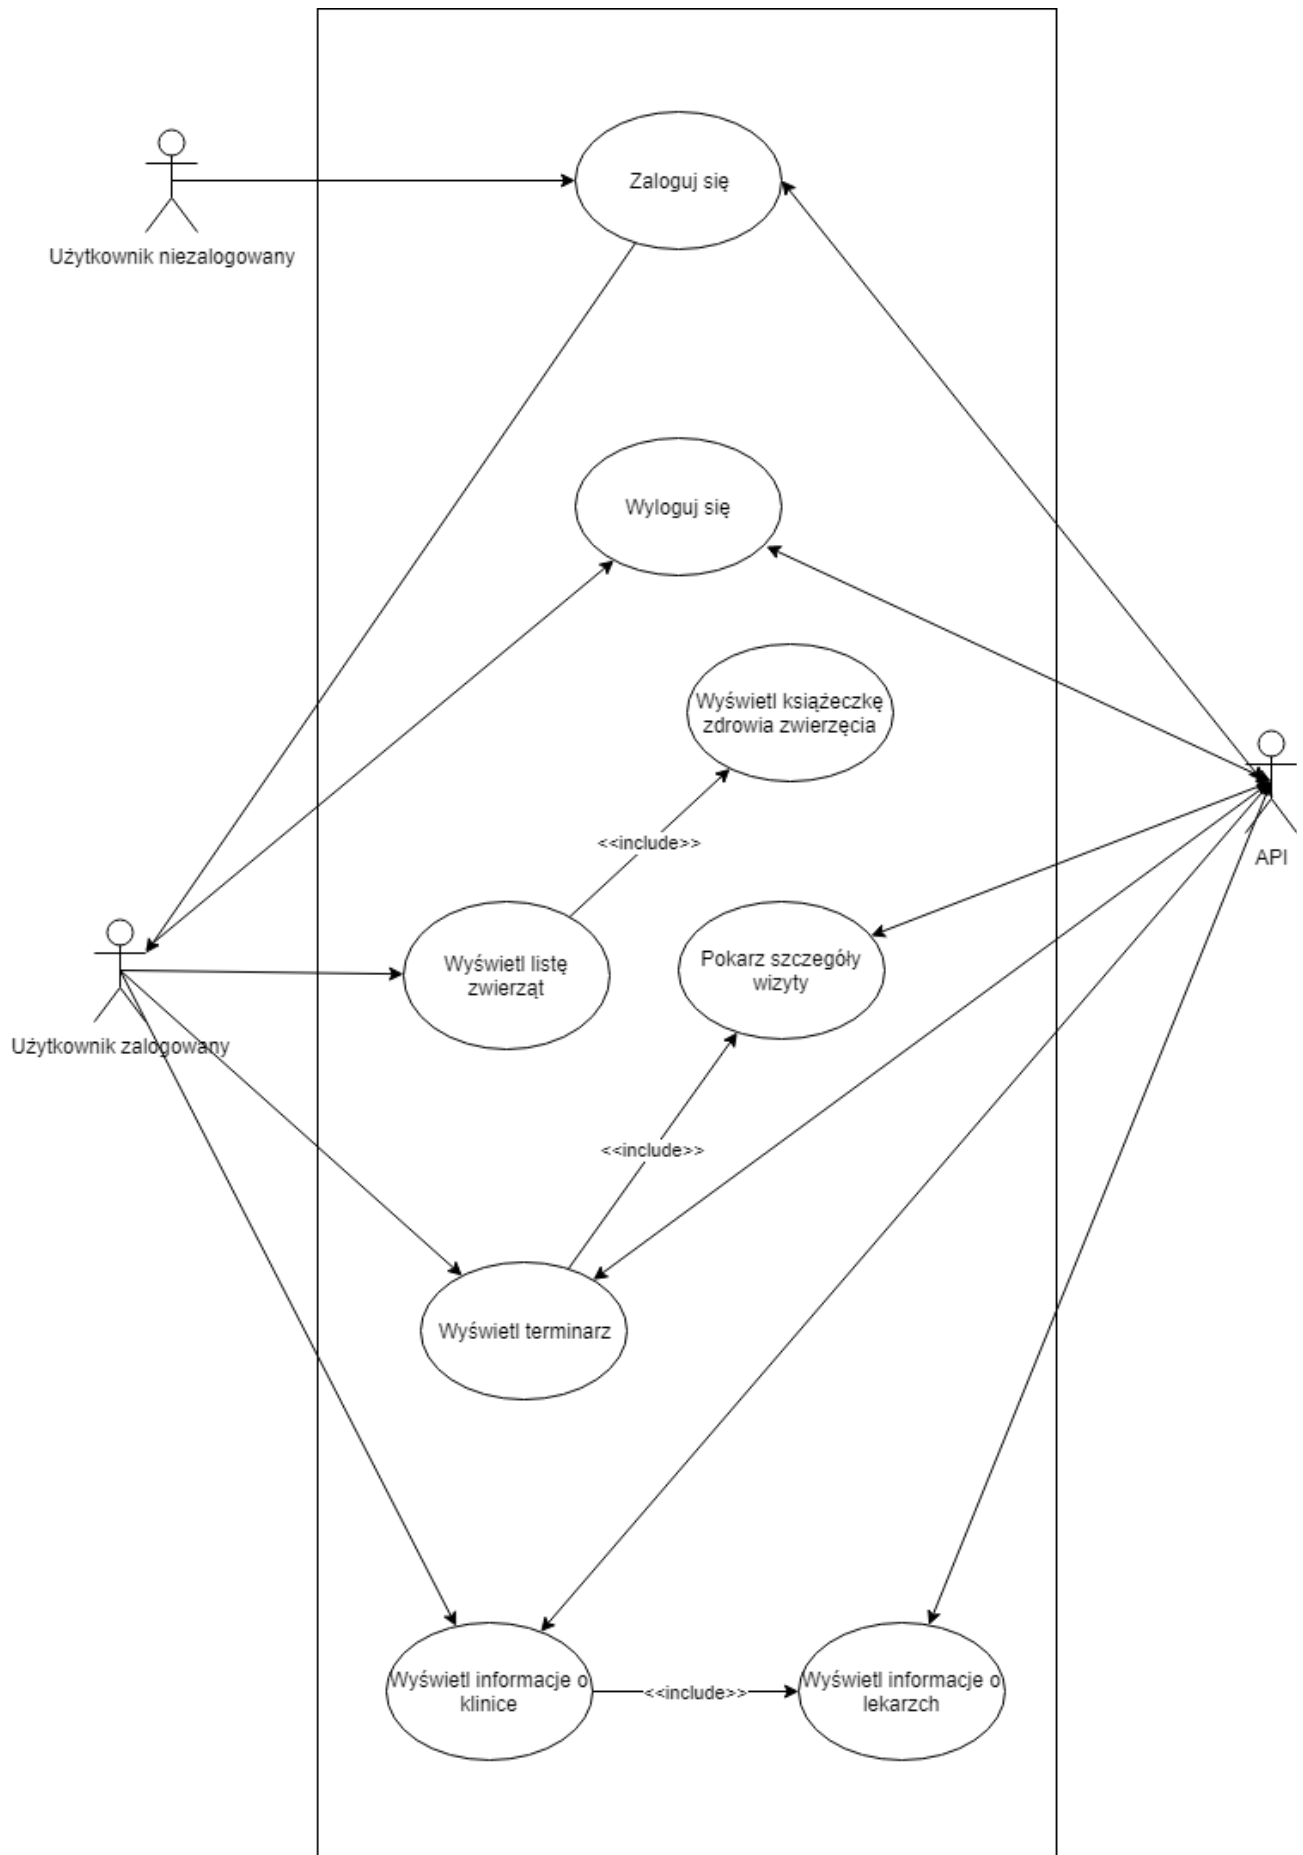 Zaloguj się
Użytkownik niezalogowany
Wyloguj się
Wyświetl książeczkę
zdrowia zwierzęcia
<<include>>
API
Wyświetl listę
zwierząt
Pokarz szczegóły
wizyty
Użytkownik zalogowany
<<include>>
Wyświetl terminarz
Wyświetl informacje o
klinice
<<include>>
Wyświetl informacje o
lekarzch